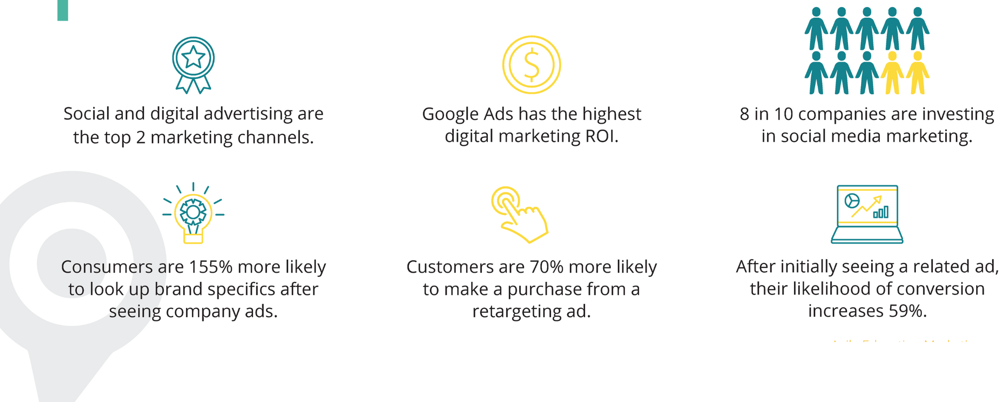 Social and digital advertising are
the top 2 marketing channels.
Google Ads has the highest
digital marketing ROI.
8 in 10 companies are investing
in social media marketing.
Consumers are 155% more likely
to look up brand specifics after
seeing company ads.
Customers are 70% more likely
to make a purchase from a
retargeting ad.
After initially seeing a related ad,
their likelihood of conversion
increases 59%.